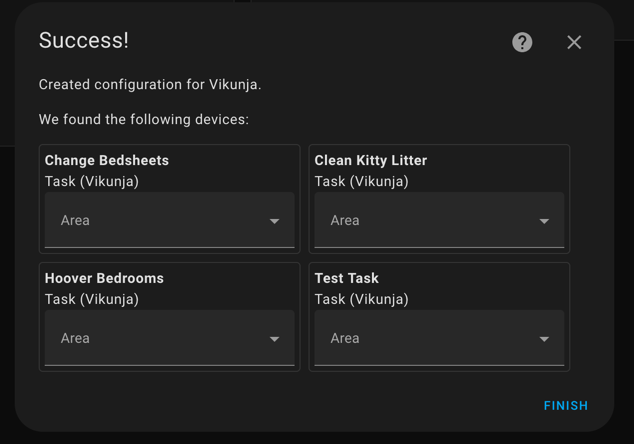 Success!
Created configuration for Vikunja.
We found the following devices:
Change Bedsheets
Task (Vikunja)
Area
Clean Kitty Litter
Task (Vikunja)
Area
Hoover Bedrooms
Task (Vikunja)
Area
Test Task
Task (Vikunja)
Area
FINISH